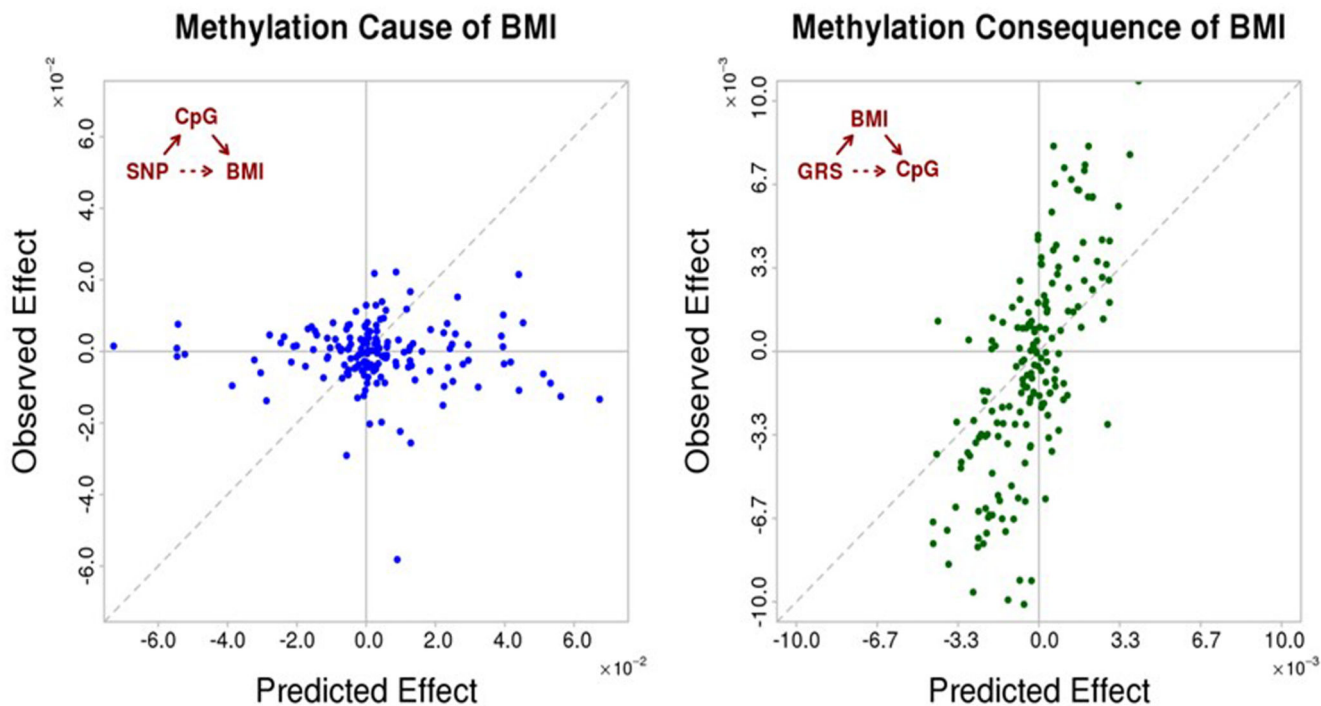 Methylation Cause of BMI
×10⁻²
Observed Effect
6.0
4.0
2.0
0.0
-2.0
-4.0
-6.0
CpG
SNP
BMI
-6.0 -4.0 -2.0 0.0 2.0 4.0 6.0
×10⁻²
Predicted Effect
Methylation Consequence of BMI
×10⁻³
Observed Effect
10.0
6.7
3.3
0.0
-3.3
-6.7
-10.0
BMI
GRS
CpG
-10.0 -6.7 -3.3 0.0 3.3 6.7 10.0
×10⁻³
Predicted Effect